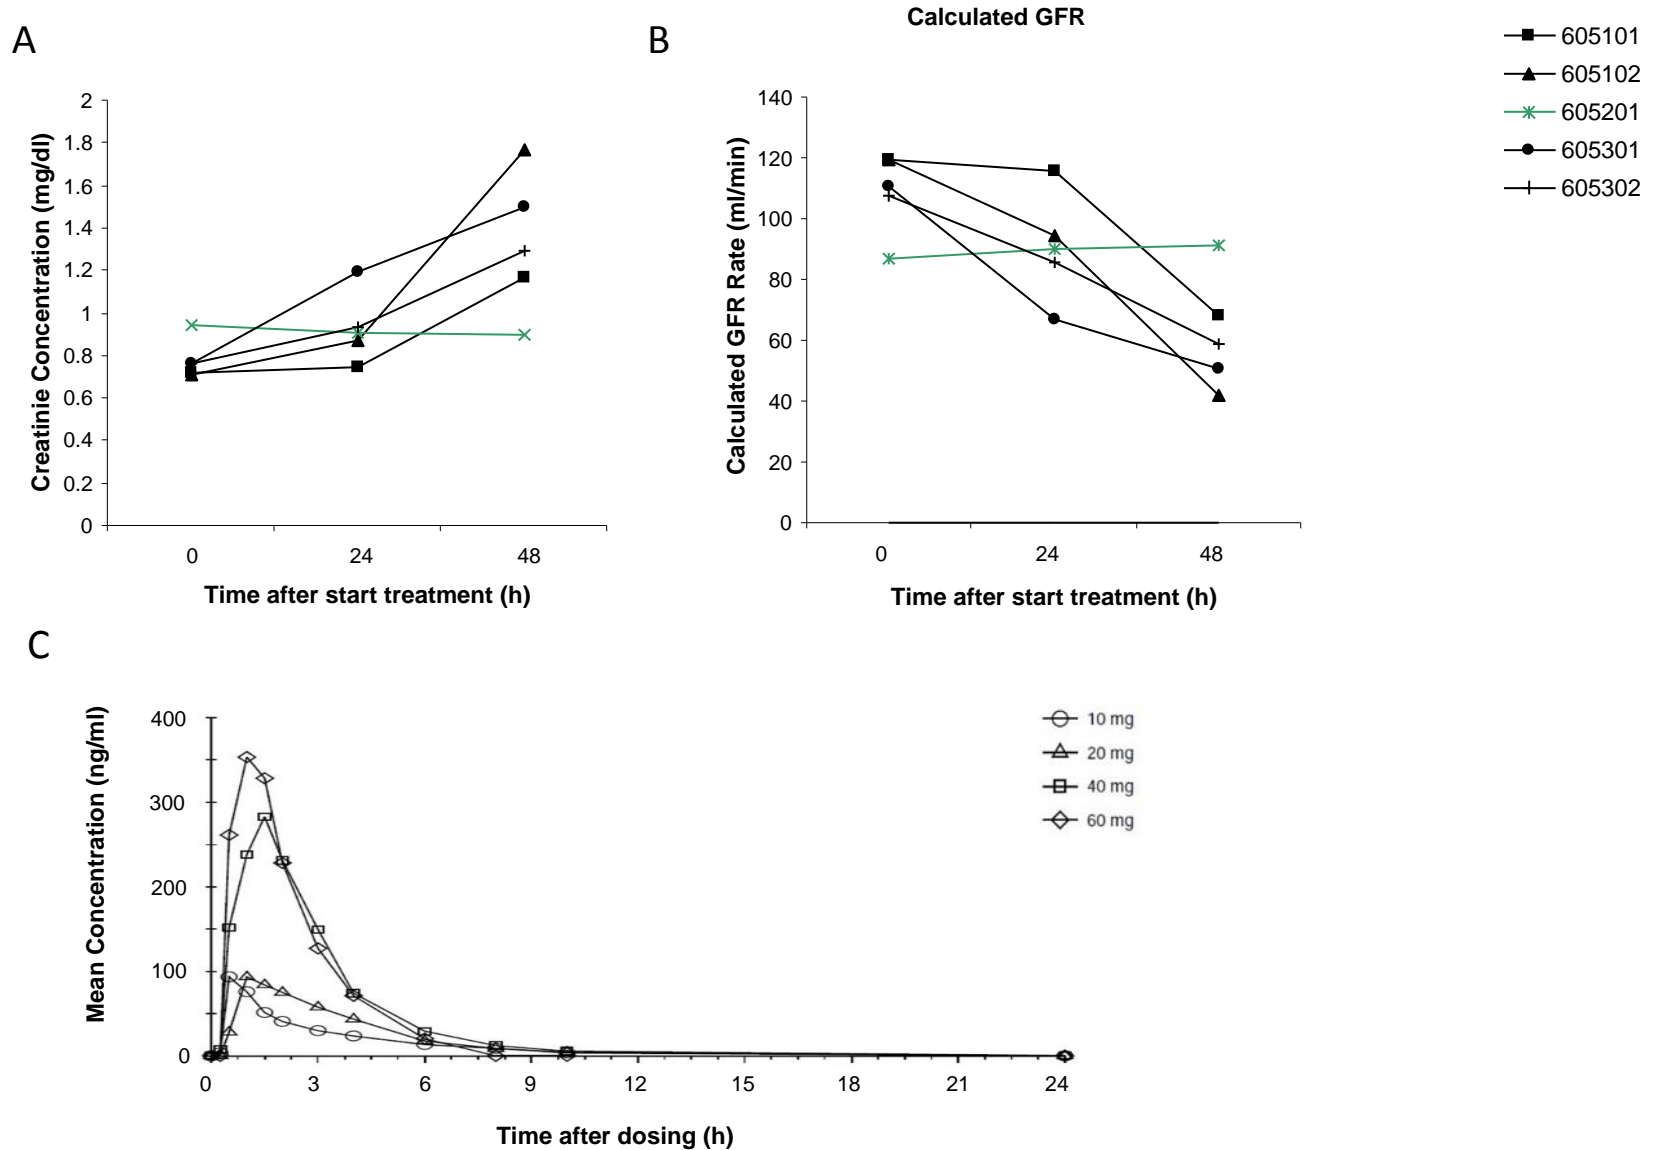 A
Creatinie Concentration (mg/dl)
2
1.8
1.6
1.4
1.2
1
0.8
0.6
0.4
0.2
0
0 24 48
Time after start treatment (h)
B
Calculated GFR
Calculated GFR Rate (ml/min)
140
120
100
80
60
40
20
0
0 24 48
Time after start treatment (h)
605101
605102
605201
605301
605302
C
Mean Concentration (ng/ml)
400
300
200
100
0
0 3 6 9 12 15 18 21 24
Time after dosing (h)
10 mg
20 mg
40 mg
60 mg